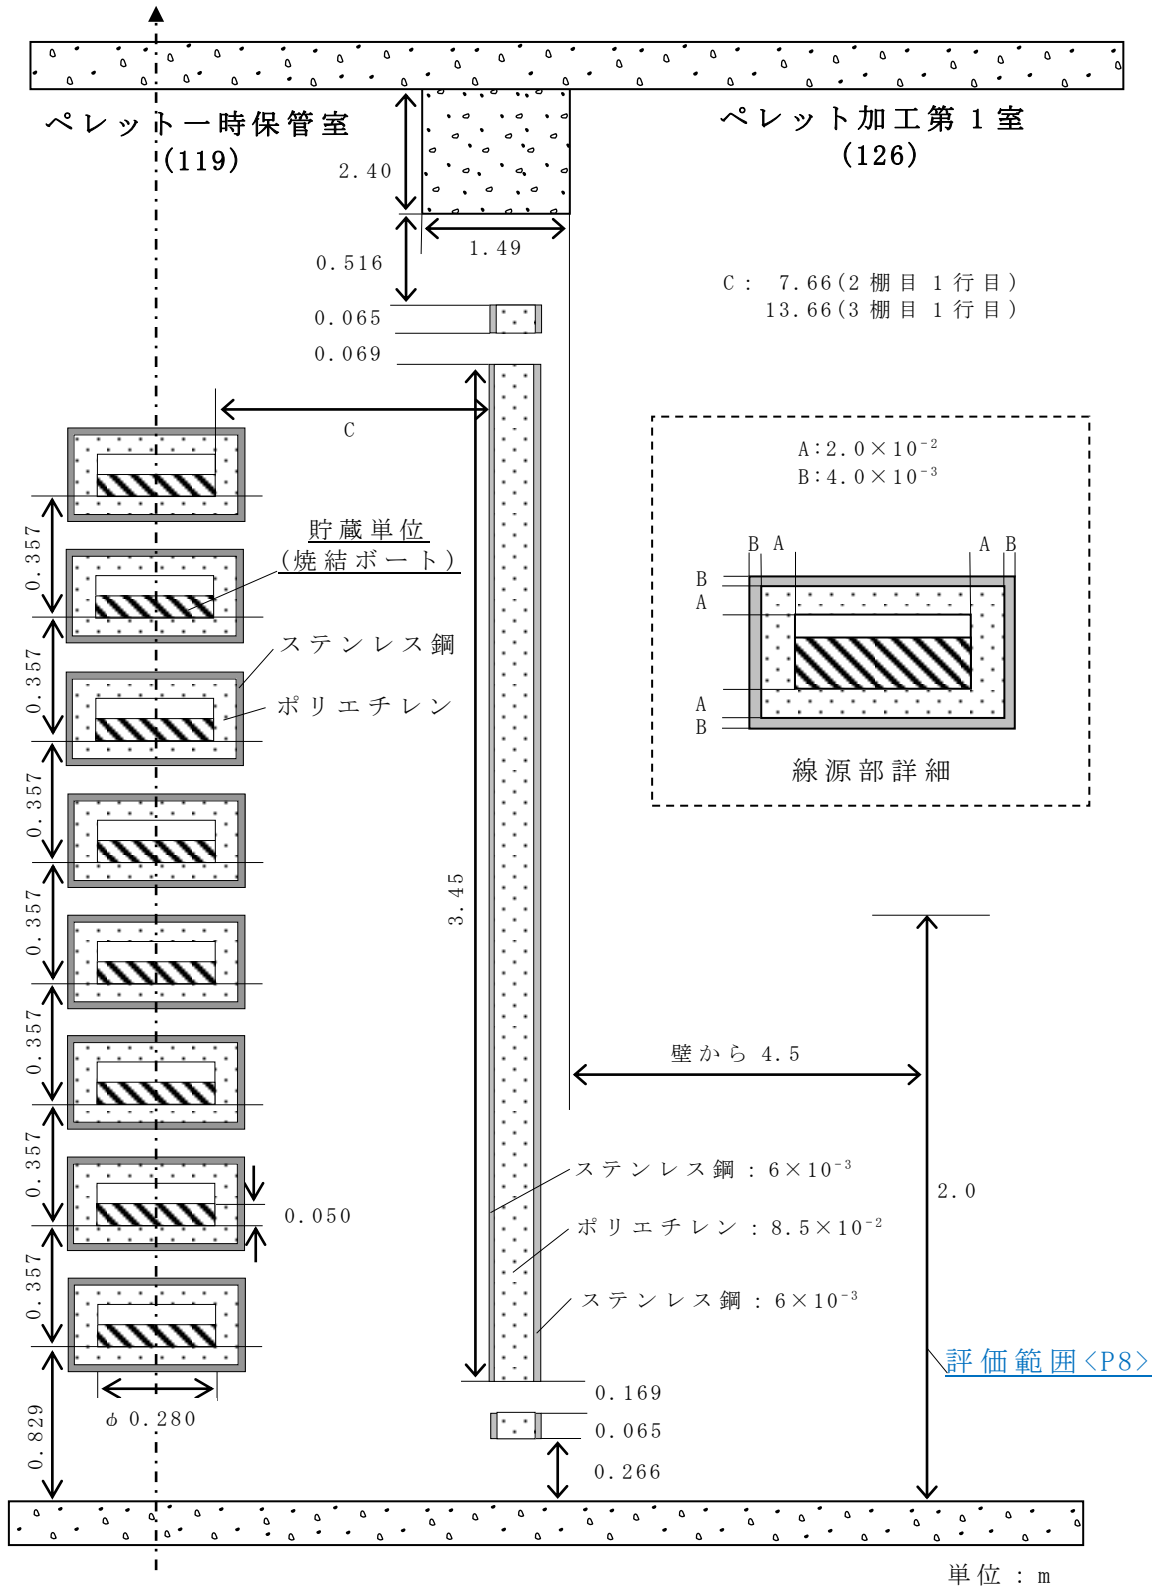 ペレット一時保管室
(119)
ペレット加工第 1 室
(126)
2.40
1.49
0.516
C: 7.66(2 棚目 1 行目)
13.66(3 棚目 1 行目)
0.065
0.069
C
A:2.0×10⁻²
B:4.0×10⁻³
B A A B
B
A
A
B
線源部詳細
貯蔵単位
(焼結ボート)
ステンレス鋼
ポリエチレン
0.357
0.357
0.357
0.357
0.357
0.357
0.357
0.829
3.45
壁から 4.5
2.0
ステンレス鋼：6×10⁻³
ポリエチレン：8.5×10⁻²
ステンレス鋼：6×10⁻³
0.050
評価範囲<P8>
φ 0.280
0.169
0.065
0.266
単位：m